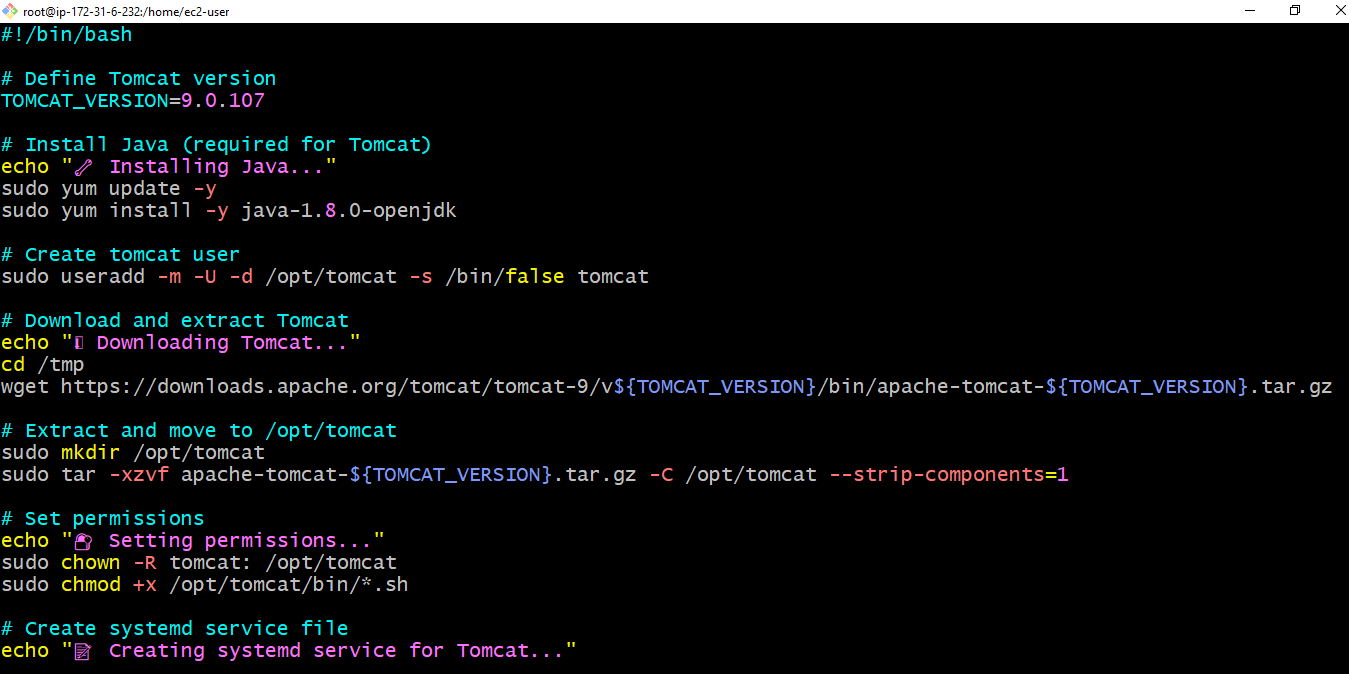 root@ip-172-31-6-232:/home/ec2-user
#!/bin/bash
# Define Tomcat version
TOMCAT_VERSION=9.0.107
# Install Java (required for Tomcat)
echo "🔧 Installing Java..."
sudo yum update -y
sudo yum install -y java-1.8.0-openjdk
# Create tomcat user
sudo useradd -m -U -d /opt/tomcat -s /bin/false tomcat
# Download and extract Tomcat
echo "⬇ Downloading Tomcat..."
cd /tmp
wget https://downloads.apache.org/tomcat/tomcat-9/v${TOMCAT_VERSION}/bin/apache-tomcat-${TOMCAT_VERSION}.tar.gz
# Extract and move to /opt/tomcat
sudo mkdir /opt/tomcat
sudo tar -xzvf apache-tomcat-${TOMCAT_VERSION}.tar.gz -C /opt/tomcat --strip-components=1
# Set permissions
echo "🔐 Setting permissions..."
sudo chown -R tomcat: /opt/tomcat
sudo chmod +x /opt/tomcat/bin/*.sh
# Create systemd service file
echo "📝 Creating systemd service for Tomcat..."